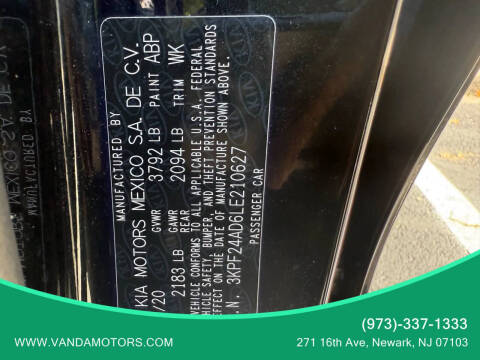 MANUFACTURED BY
KIA MOTORS MEXICO S.A. DE C.V.
/20 GVWR 3792 LB PAINT ABP
2183 LB GAWR REAR 2094 LB TRIM WK
VEHICLE CONFORMS TO ALL APPLICABLE U.S.A. FEDERAL
VEHICLE SAFETY, BUMPER, AND THEFT PREVENTION STANDARDS
EFFECT ON THE DATE OF MANUFACTURE SHOWN ABOVE.
.N. 3KPF24AD6LE210627
PASSENGER CAR
(973)-337-1333
WWW.VANDAMOTORS.COM
271 16th Ave, Newark, NJ 07103